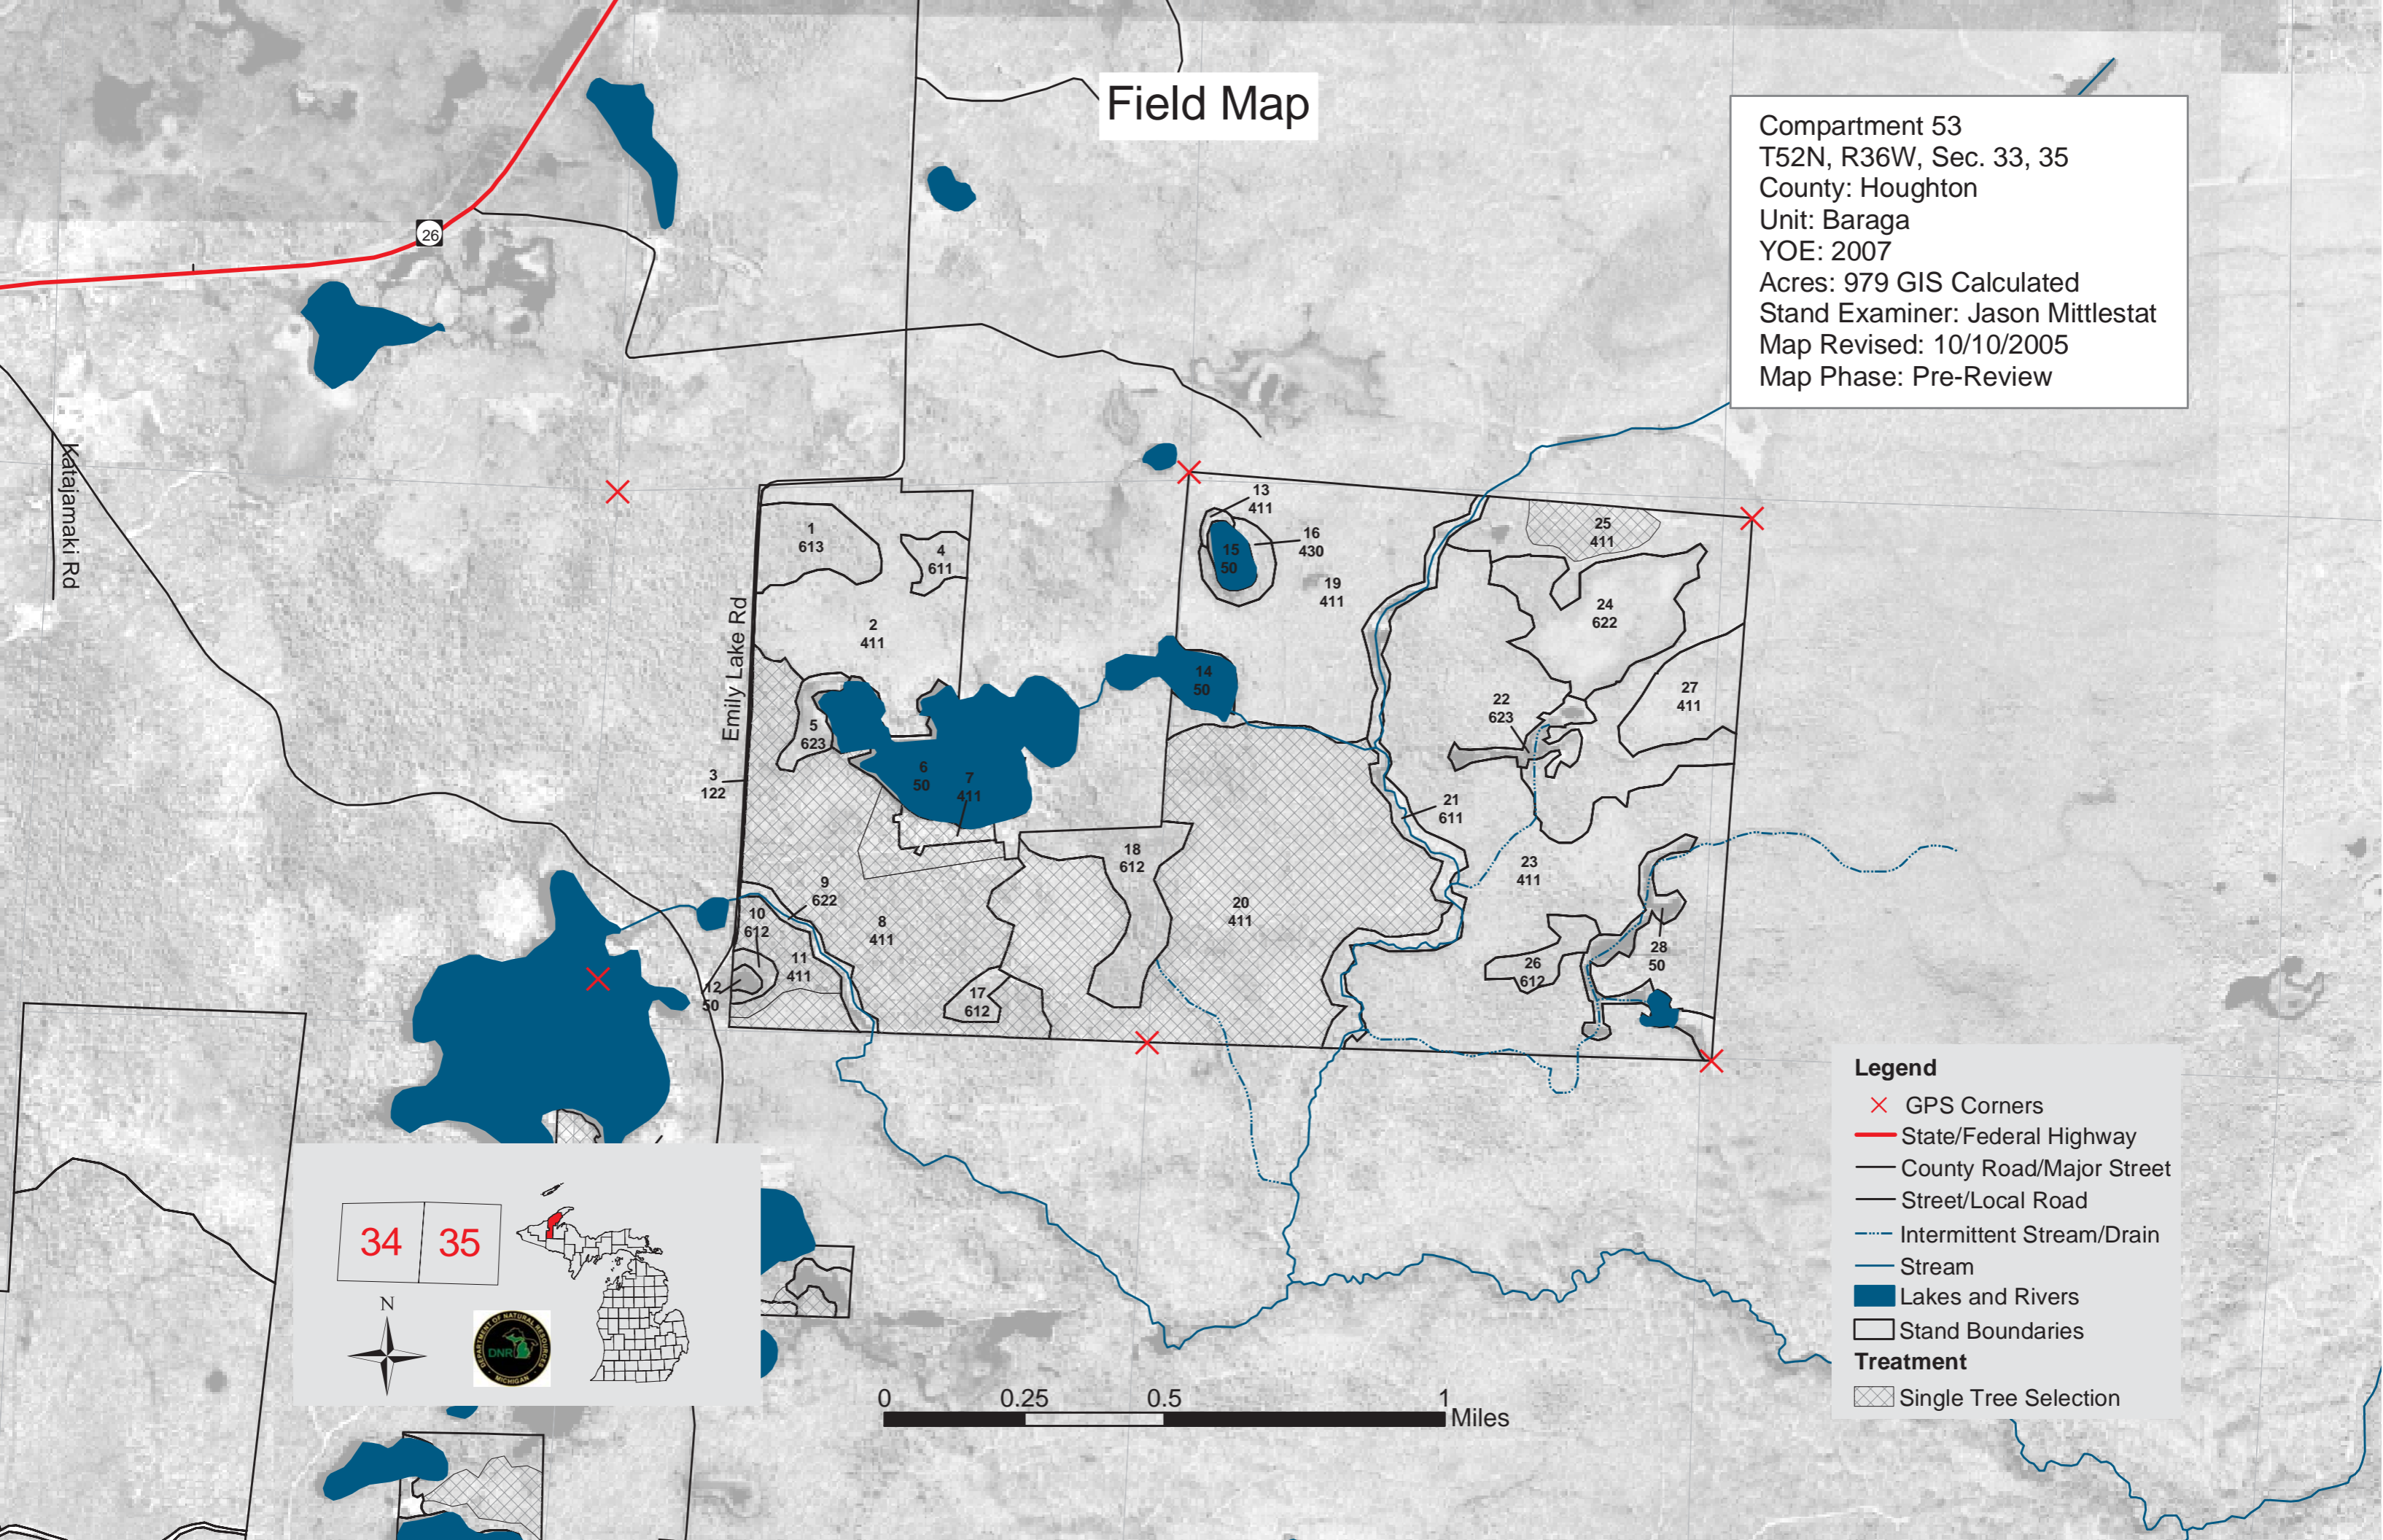 Field Map
Compartment 53
T52N, R36W, Sec. 33, 35
County: Houghton
Unit: Baraga
YOE: 2007
Acres: 979 GIS Calculated
Stand Examiner: Jason Mittlestat
Map Revised: 10/10/2005
Map Phase: Pre-Review
26
Katajamaki Rd
Emily Lake Rd
1
613
4
611
2
411
13
411
16
430
15
50
19
411
25
411
24
622
14
50
27
411
22
623
5
623
6
50
7
411
3
122
21
611
18
612
23
411
9
622
10
612
8
411
20
411
11
411
12
50
17
612
26
612
28
50
Legend
GPS Corners
State/Federal Highway
County Road/Major Street
Street/Local Road
Intermittent Stream/Drain
Stream
Lakes and Rivers
Stand Boundaries
Treatment
Single Tree Selection
34
35
N
DEPARTMENT OF NATURAL RESOURCES
DNR
MICHIGAN
0 0.25 0.5 1
Miles